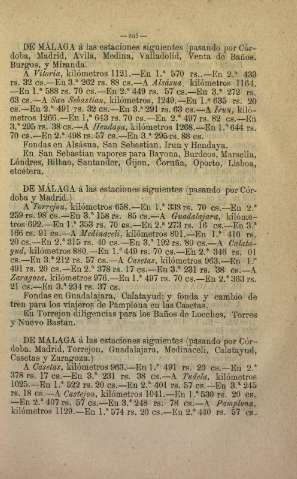 DE MÁLAGA á las estaciones siguientes (pasando por Cór-
doba, Madrid, Avila, Medina, Valladolid, Venta de Baños,
Burgos, y Miranda.
A Vitoria, kilómetros 1121.—En 1.ª 570 rs.—En 2.ª 433
rs. 32 cs.—En 3.ª 262 rs. 88 cs.—A Alsásua, kilómetros 1164.
—En 1.ª 588 rs. 70 cs.—En 2.ª 449 rs. 57 cs.—En 3.ª 272 rs.
63 cs.—A San Sebastian, kilómetros, 1249.—En 1.ª 635 rs. 20
cs.—En 2.ª 491 rs. 32 cs.—En 3.ª 291 rs. 63 cs.—A Irun, kiló-
metros 1266.—En 1.ª 643 rs. 70 cs.—En 2.ª 497 rs. 82 cs.—En
3.ª 295 rs. 38 cs.—A Hendaya, kilómetros 1268.—En 1.ª 644 rs.
70 cs.—En 2.ª 498 rs. 57 cs.—En 3.ª 295 rs. 88 cs.
Fondas en Alsásua, San Sebastian, Irun y Hendaya.
En San Sebastian vapores para Bayona, Burdeos, Marsella,
Lóndres, Bilbao, Santander, Gijon, Coruña, Oporto, Lisboa,
etcétera.
DE MÁLAGA á las estaciones siguientes (pasando por Cór-
doba y Madrid.)
A Torrejon, kilómetros 658.—En 1.ª 338 rs. 70 cs.—En 2.ª
259 rs. 98 cs.—En 3.ª 158 rs. 85 cs.—A Guadalajara, kilóme-
tros 692.—En 1.ª 358 rs. 70 cs.—En 2.ª 273 rs. 16 cs.—En 3.ª
166 rs. 91 cs.—A Medinaceli, kilómetros .—En 1.ª 416 rs.
20 cs.—En 2.ª 315 rs. 40 cs.—En 3.ª 192 rs. 89 cs.—A Calata-
yud, kilómetros 880.—En 1.ª 449 rs. 70 cs.—En 2.ª 346 rs. 01
cs.—En 3.ª 212 rs. 57 cs.—A Casetas, kilómetros 963.—En 1.ª
491 rs. 20 cs.—En 2.ª 378 rs. 17 cs.—En 3.ª 231 rs. 38 cs.—A
Zaragoza, kilómetros 976.—En 1.ª 497 rs. 70 cs.—En 2.ª 383 rs.
21 cs.—En 3.ª 234 rs. 37 cs.
Fondas en Guadalajara, Calatayud; y fonda y cambio de
tren para los viajeros de Pamplona en las Casetas.
En Torrejon diligencias para los Baños de Loeches, Torres
y Nuevo Bastan.
DE MALAGA á las estaciones siguientes (pasando por Cór-
doba, Madrid, Torrejon, Guadalajara, Medinaceli, Calatayud,
Casetas y Zaragoza.)
A Casetas, kilómetros 963.—En 1.ª 491 rs. 20 cs.—En 2.ª
378 rs. 17 cs.—En 3.ª 231 rs. 38 cs.—A Tudela, kilómetros
1025.—En 1.ª 522 rs. 20 cs.—En 2.ª 401 rs. 57 cs.—En 3.ª 245
rs. 18 cs.—A Castejon, kilómetros 1041.—En 1.ª 530 rs. 20 cs.
—En 2.ª 407 rs. 57 cs.—En 3.ª 248 rs. 78 cs.—A Pamplona,
kilómetros 1129.—En 1.ª 574 rs. 20 cs.—En 2.ª 440 rs. 57 cs.